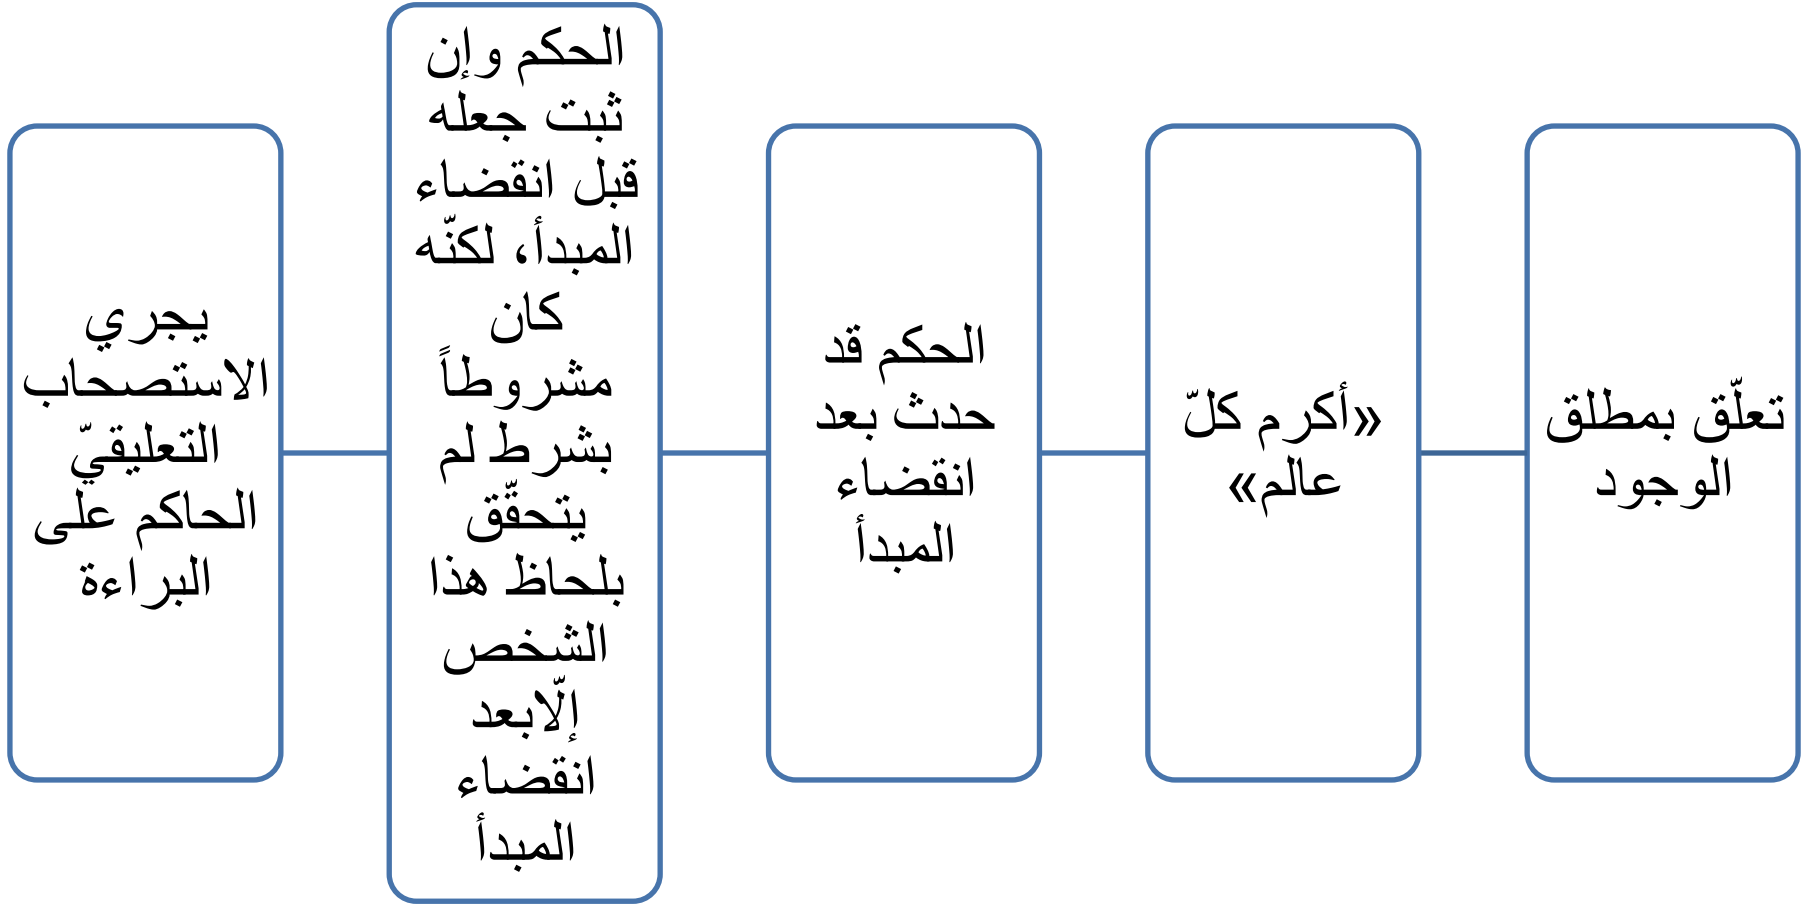 تعلّق بمطلق
الوجود
«أكرم كلّ
عالم»
الحكم قد
حدث بعد
انقضاء
المبدأ
الحكم وإن
ثبت جعله
قبل انقضاء
المبدأ، لكنّه
كان
مشروطاً
بشرط لم
يتحقّق
بلحاظ هذا
الشخص
إلّابعد
انقضاء
المبدأ
يجري
الاستصحاب
التعليقيّ
الحاكم على
البراءة